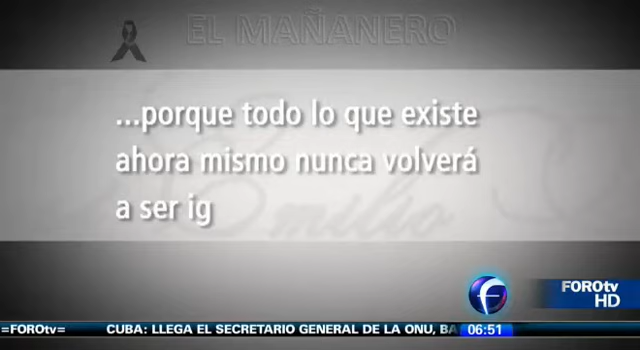 EL MAÑANERO
...porque todo lo que existe
ahora mismo nunca volverá
a ser ig
Emilio
FOROtv
HD
=FOROtv= CUBA: LLEGA EL SECRETARIO GENERAL DE LA ONU, BA 06:51